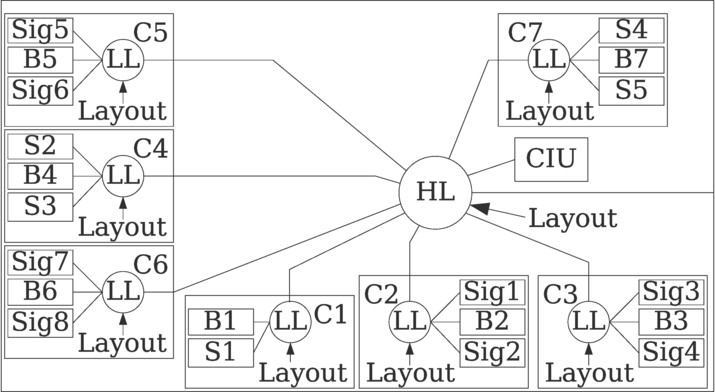 Sig5
B5
Sig6
LL
C5
Layout
C7
LL
S4
B7
S5
Layout
S2
B4
S3
LL
C4
Layout
HL
CIU
Layout
Sig7
B6
Sig8
LL
C6
Layout
B1
S1
LL
C1
Layout
C2
LL
Sig1
B2
Sig2
Layout
C3
LL
Sig3
B3
Sig4
Layout